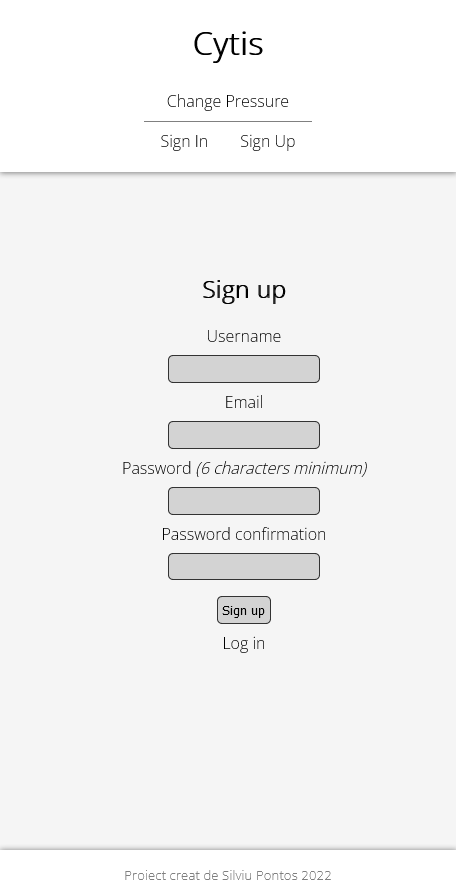 Cytis
Change Pressure
Sign In Sign Up
Sign up
Username
Email
Password (6 characters minimum)
Password confirmation
Sign up
Log in
Proiect creat de Silviu Pontos 2022